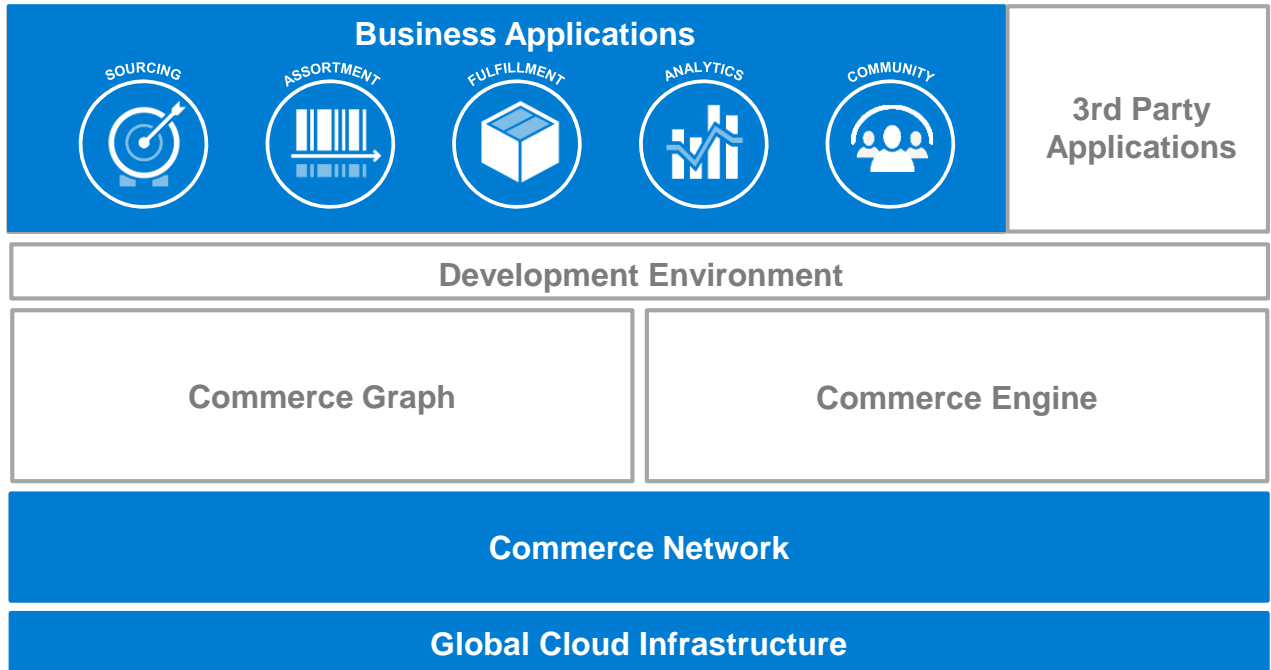 Business Applications
SOURCING
ASSORTMENT
FULFILLMENT
ANALYTICS
COMMUNITY
3rd Party
Applications
Development Environment
Commerce Graph
Commerce Engine
Commerce Network
Global Cloud Infrastructure